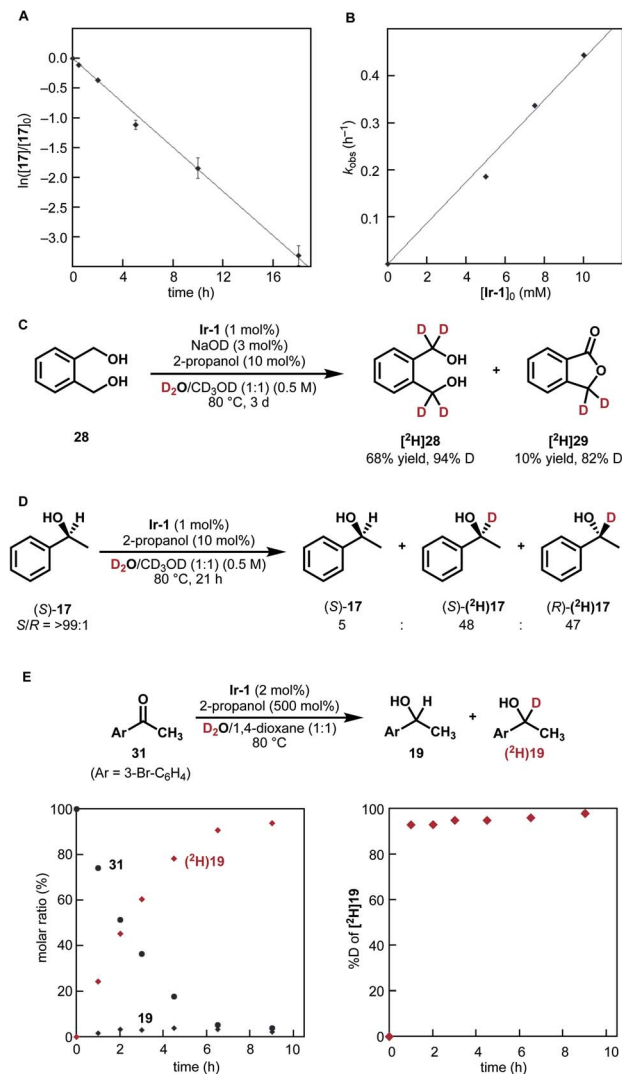 A
0.0
−0.5
−1.0
−1.5
−2.0
−2.5
−3.0
ln([17]/[17]₀)
0 4 8 12 16
time (h)
B
0.4
0.2
0.1
k_obs (h⁻¹)
0 2 4 6 8 10
[Ir-1]₀ (mM)
C
OH
OH
28
Ir-1 (1 mol%)
NaOD (3 mol%)
2-propanol (10 mol%)
D₂O/CD₃OD (1:1) (0.5 M)
80 °C, 3 d
D D
OH
OH
D D
[²H]28
68% yield, 94% D
+
O
O
D D
[²H]29
10% yield, 82% D
D
HO H
(S)-17
S/R = >99:1
Ir-1 (1 mol%)
2-propanol (10 mol%)
D₂O/CD₃OD (1:1) (0.5 M)
80 °C, 21 h
HO H
(S)-17
5
+
:
HO D
(S)-(²H)17
48
+
:
HO D
(R)-(²H)17
47
E
O
Ar CH₃
31
(Ar = 3-Br-C₆H₄)
Ir-1 (2 mol%)
2-propanol (500 mol%)
D₂O/1,4-dioxane (1:1)
80 °C
HO H
Ar CH₃
19
+
HO D
Ar CH₃
(²H)19
100
80
60
40
20
0
molar ratio (%)
31
(²H)19
19
0 2 4 6 8 10
time (h)
100
80
60
40
20
0
%D of [²H]19
0 2 4 6 8 10
time (h)